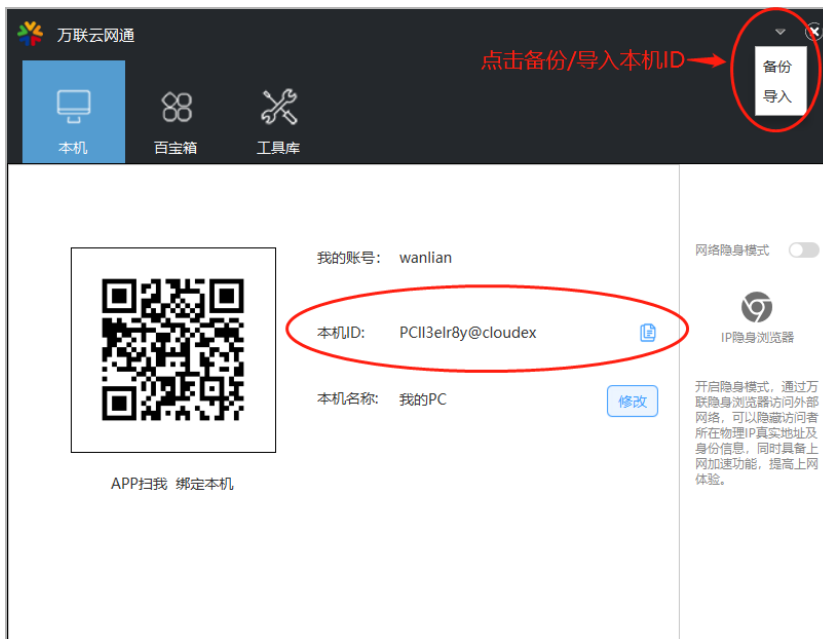 万联云网通
点击备份/导入本机ID
备份
导入
本机
百宝箱
工具库
我的账号: wanlian
本机ID: PCII3elr8y@cloudex
本机名称: 我的PC
修改
APP扫我 绑定本机
网络隐身模式
IP隐身浏览器
开启隐身模式，通过万
联隐身浏览器访问外部
网络，可以隐藏访问者
所在物理IP真实地址及
身份信息，同时具备上
网加速功能，提高上网
体验。